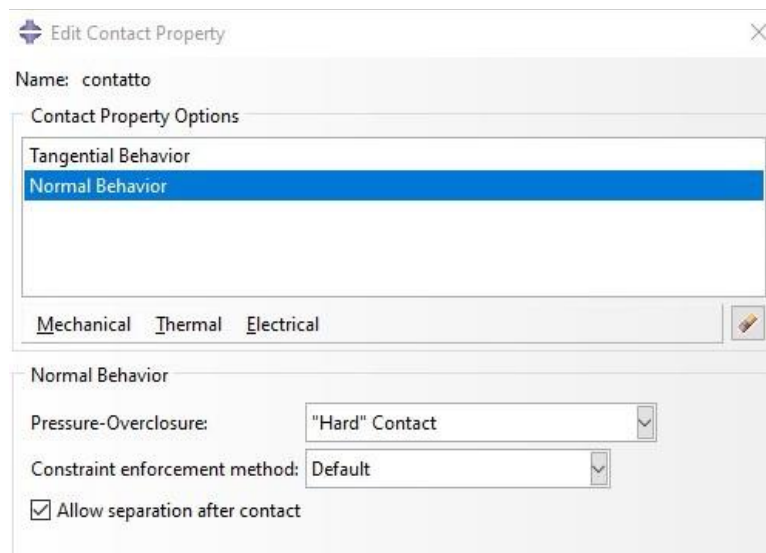 Edit Contact Property
Name: contatto
Contact Property Options
Tangential Behavior
Normal Behavior
Mechanical Thermal Electrical
Normal Behavior
Pressure-Overclosure: "Hard" Contact
Constraint enforcement method: Default
Allow separation after contact